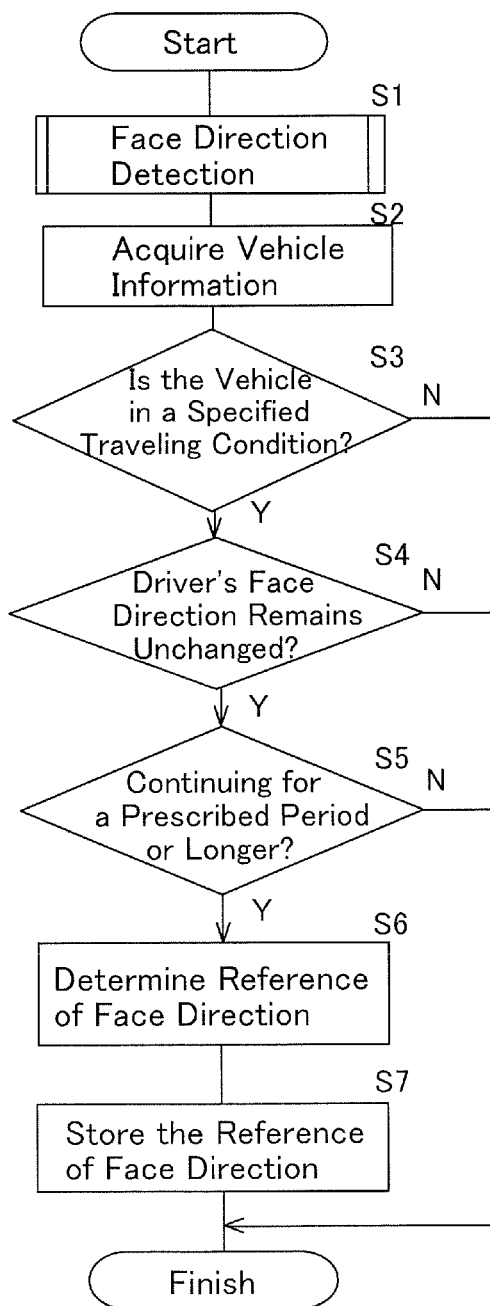 Start
S1
Face Direction
Detection
S2
Acquire Vehicle
Information
S3
Is the Vehicle
in a Specified
Traveling Condition?
N
Y
S4
Driver's Face
Direction Remains
Unchanged?
N
Y
S5
Continuing for
a Prescribed Period
or Longer?
N
Y
S6
Determine Reference
of Face Direction
S7
Store the Reference
of Face Direction
Finish